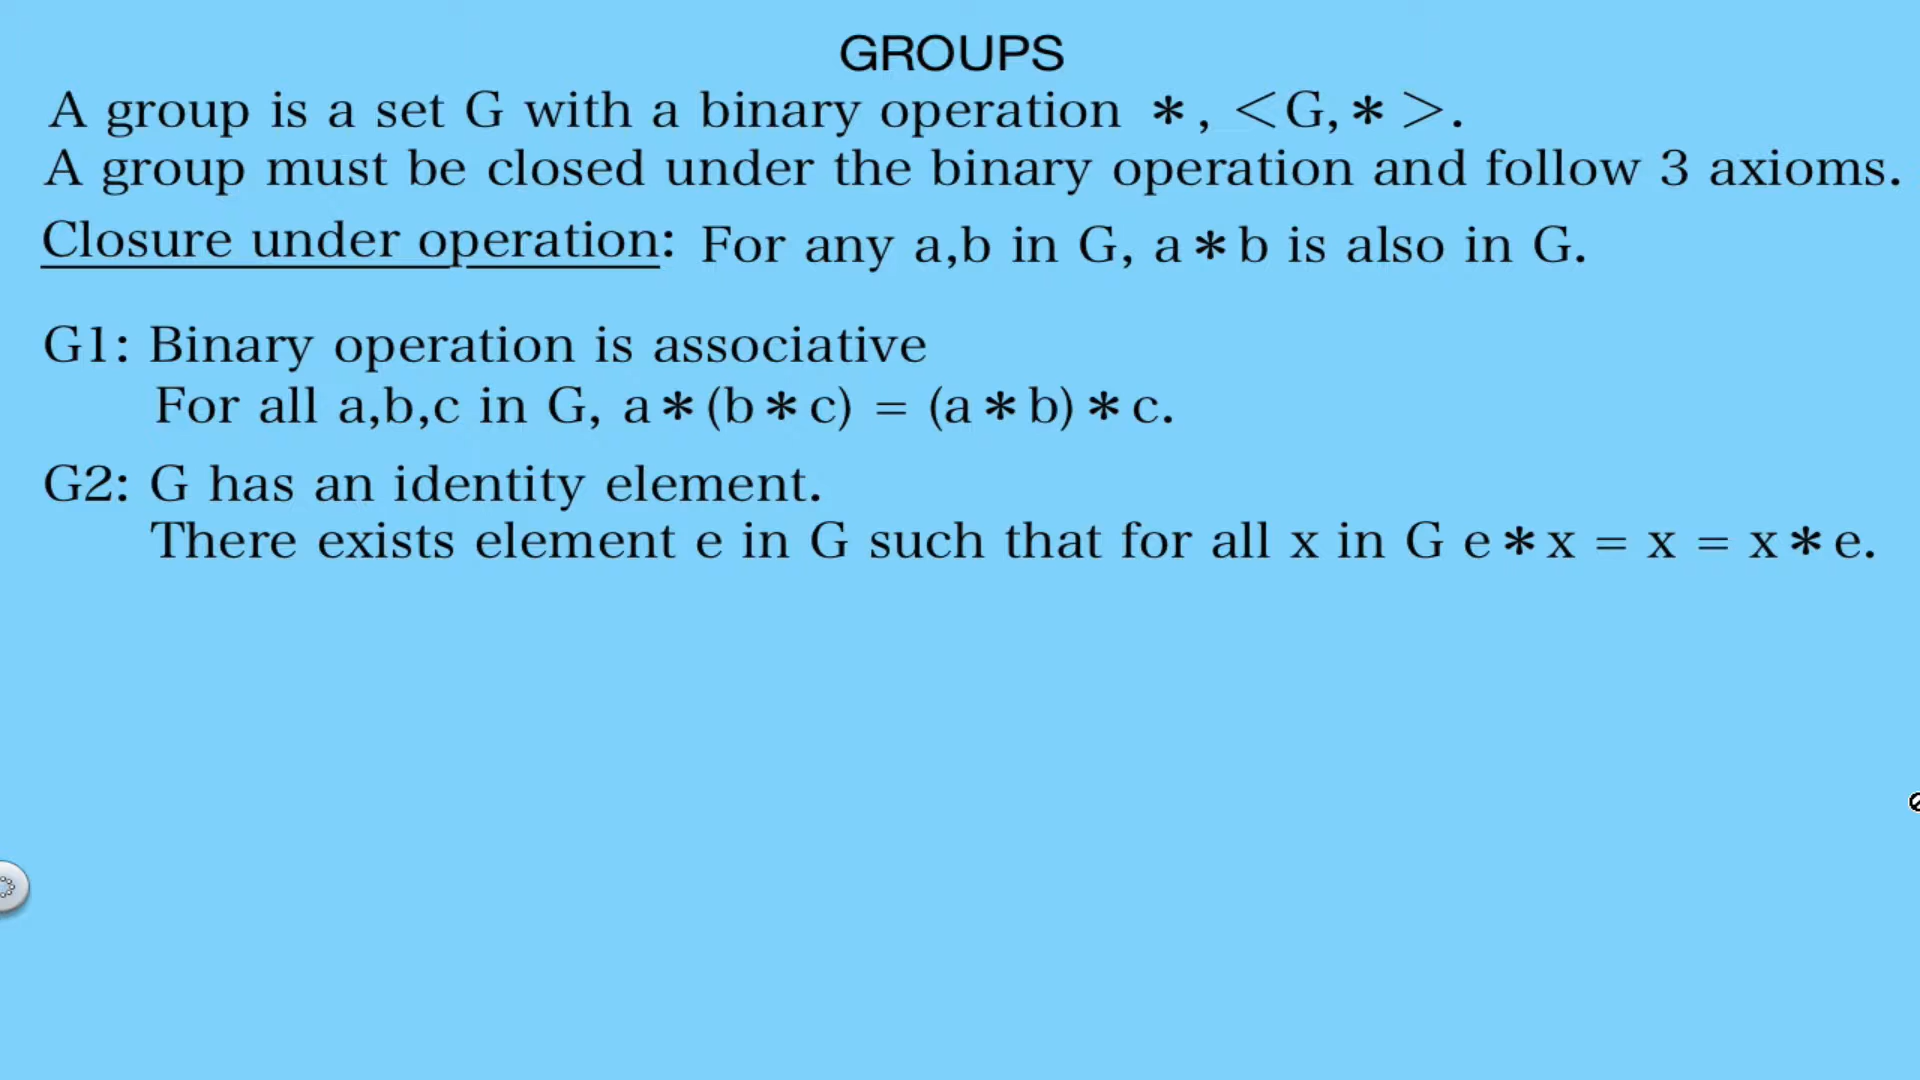 GROUPS
A group is a set G with a binary operation *, <G,*>.
A group must be closed under the binary operation and follow 3 axioms.
Closure under operation: For any a,b in G, a*b is also in G.
G1: Binary operation is associative
For all a,b,c in G, a*(b*c) = (a*b)*c.
G2: G has an identity element.
There exists element e in G such that for all x in G e*x = x = x*e.